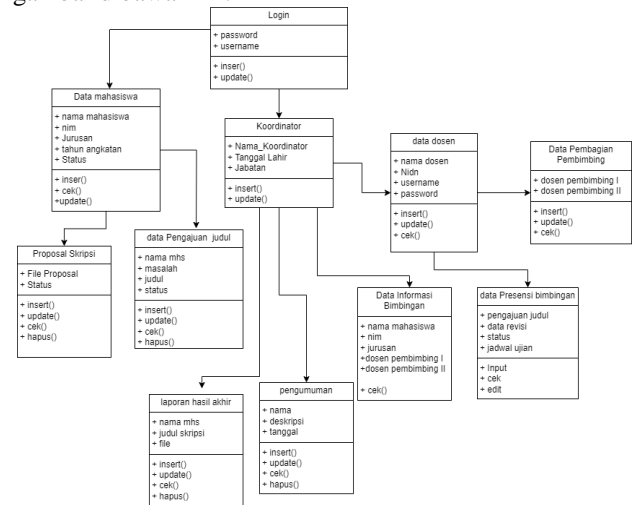 Login
+ password
+ username
+ inser()
+ update()
Data mahasiswa
+ nama mahasiswa
+ nim
+ Jurusan
+ tahun angkatan
+ Status
+ inser()
+ cek()
+update()
Koordinator
+ Nama_Koordinator
+ Tanggal Lahir
+ Jabatan
+ insert()
+ update()
data dosen
+ nama dosen
+ Nidn
+ username
+ password
+ insert()
+ update()
+ cek()
Data Pembagian
Pembimbing
+ dosen pembimbing I
+ dosen pembimbing II
+ insert()
+ update()
+ cek()
Proposal Skripsi
+ File Proposal
+ Status
+ insert()
+ update()
+ cek()
+ hapus()
data Pengajuan judul
+ nama mhs
+ masalah
+ judul
+ status
+ insert()
+ update()
+ cek()
+ hapus()
Data Informasi
Bimbingan
+ nama mahasiswa
+ nim
+ jurusan
+dosen pembimbing I
+dosen pembimbing II
+ cek()
data Presensi bimbingan
+ pengajuan judul
+ data revisi
+ status
+ jadwal ujian
+ Input
+ cek
+ edit
laporan hasil akhir
+ nama mhs
+ judul skripsi
+ file
+ insert()
+ update()
+ cek()
+ hapus()
pengumuman
+ nama
+ deskripsi
+ tanggal
+ insert()
+ update()
+ cek()
+ hapus()